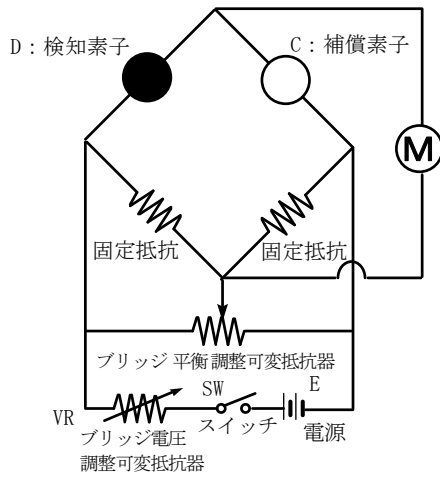 D：検知素子
C：補償素子
M
固定抵抗
固定抵抗
ブリッジ 平衡調整可変抵抗器
SW
E
VR
スイッチ
電源
ブリッジ電圧
調整可変抵抗器